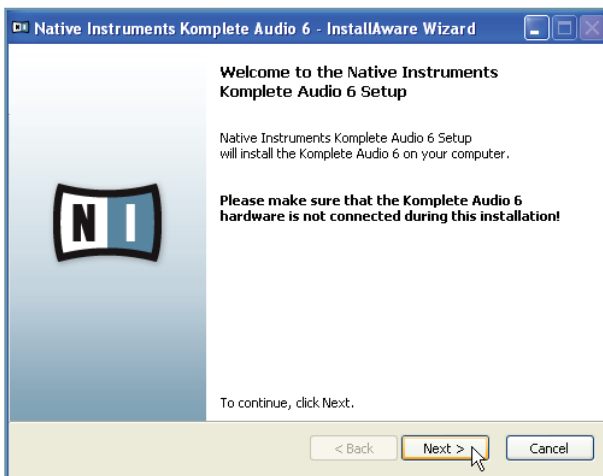 Native Instruments Komplete Audio 6 - InstallAware Wizard
Welcome to the Native Instruments
Komplete Audio 6 Setup
Native Instruments Komplete Audio 6 Setup
will install the Komplete Audio 6 on your computer.
Please make sure that the Komplete Audio 6
hardware is not connected during this installation!
NI
To continue, click Next.
< Back Next > Cancel